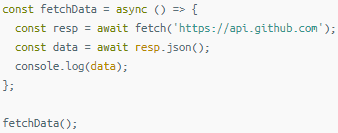 const fetchData = async () => {
  const resp = await fetch('https://api.github.com');
  const data = await resp.json();
  console.log(data);
};

fetchData();